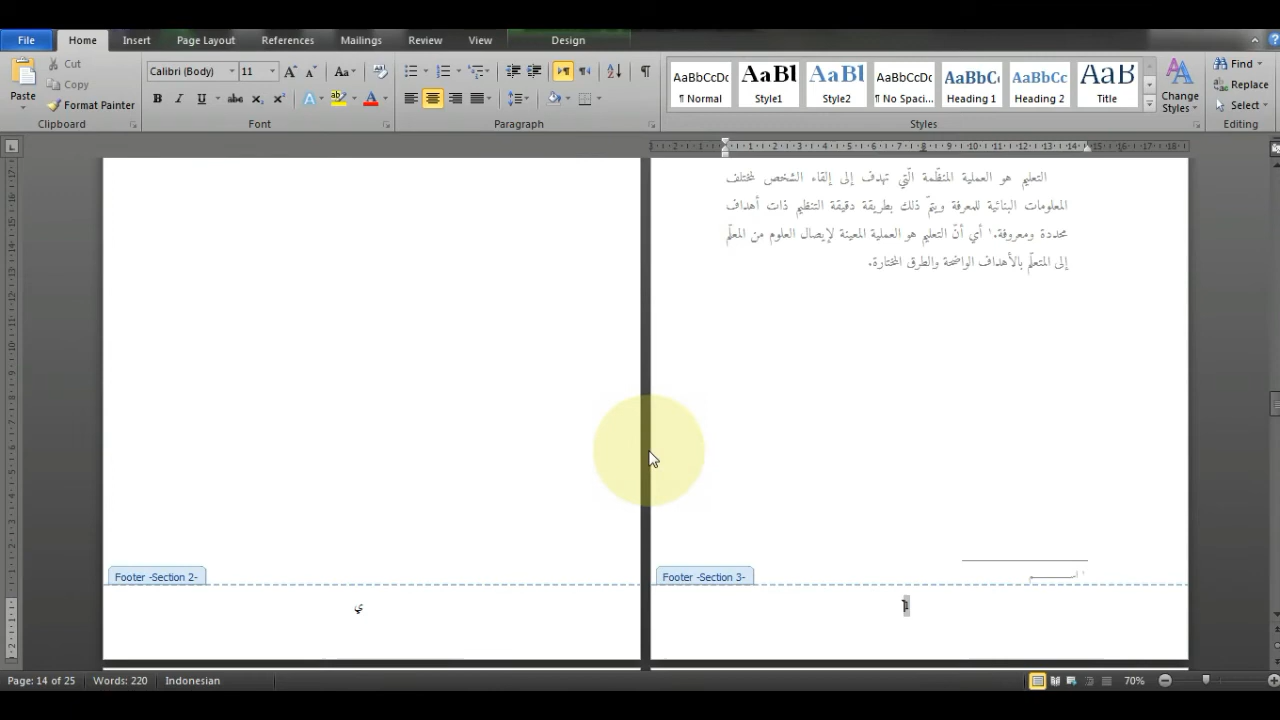 File Home Insert Page Layout References Mailings Review View Design
Cut
Copy
Paste
Format Painter
Clipboard
Calibri (Body) 11
Font
Paragraph
AaBbCcDc AaBl AaBl AaBbCcDc AaBbC AaBbCc AaB
¶ Normal Style1 Style2 ¶ No Spaci... Heading 1 Heading 2 Title
Change Styles
Styles
Find
Replace
Select
Editing
التعليم هو العملية المنظّمة الّتي تهدف إلى إلقاء الشخص لمختلف
المعلومات البنائية للمعرفة ويتمّ ذلك بطريقة دقيقة التنظيم ذات أهداف
محددة ومعروفة.١ أي أنّ التعليم هو العملية المعينة لإيصال العلوم من المعلّم
إلى المتعلّم بالأهداف الواضحة والطرق المختارة.
Footer -Section 2-
Footer -Section 3-
ي
Page: 14 of 25 Words: 220 Indonesian 70%